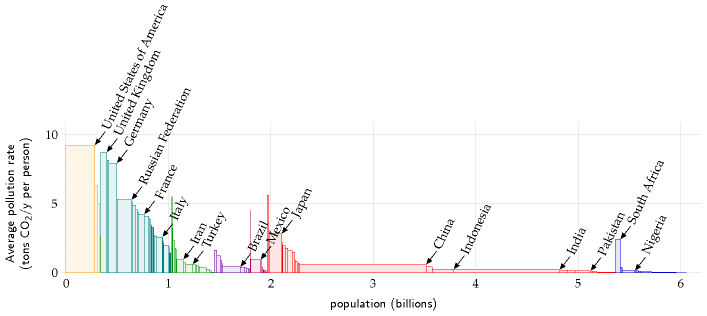 United States of America
United Kingdom
Germany
Russian Federation
France
Italy
Iran
Turkey
Brazil
Mexico
Japan
China
Indonesia
India
Pakistan
South Africa
Nigeria
Average pollution rate
(tons CO2/y per person)
10
5
0
0 1 2 3 4 5 6
population (billions)